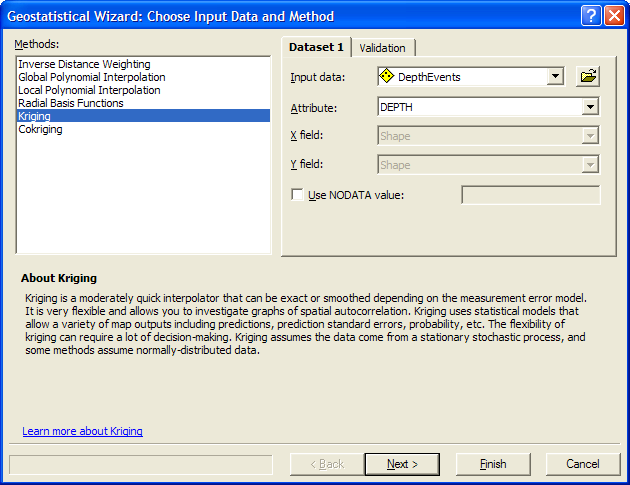 Geostatistical Wizard: Choose Input Data and Method
Methods:
Inverse Distance Weighting
Global Polynomial Interpolation
Local Polynomial Interpolation
Radial Basis Functions
Kriging
Cokriging
Dataset 1 Validation
Input data: DepthEvents
Attribute: DEPTH
X field: Shape
Y field: Shape
Use NODATA value:
About Kriging
Kriging is a moderately quick interpolator that can be exact or smoothed depending on the measurement error model.
It is very flexible and allows you to investigate graphs of spatial autocorrelation. Kriging uses statistical models that
allow a variety of map outputs including predictions, prediction standard errors, probability, etc. The flexibility of
kriging can require a lot of decision-making. Kriging assumes the data come from a stationary stochastic process, and
some methods assume normally-distributed data.
Learn more about Kriging
< Back Next > Finish Cancel